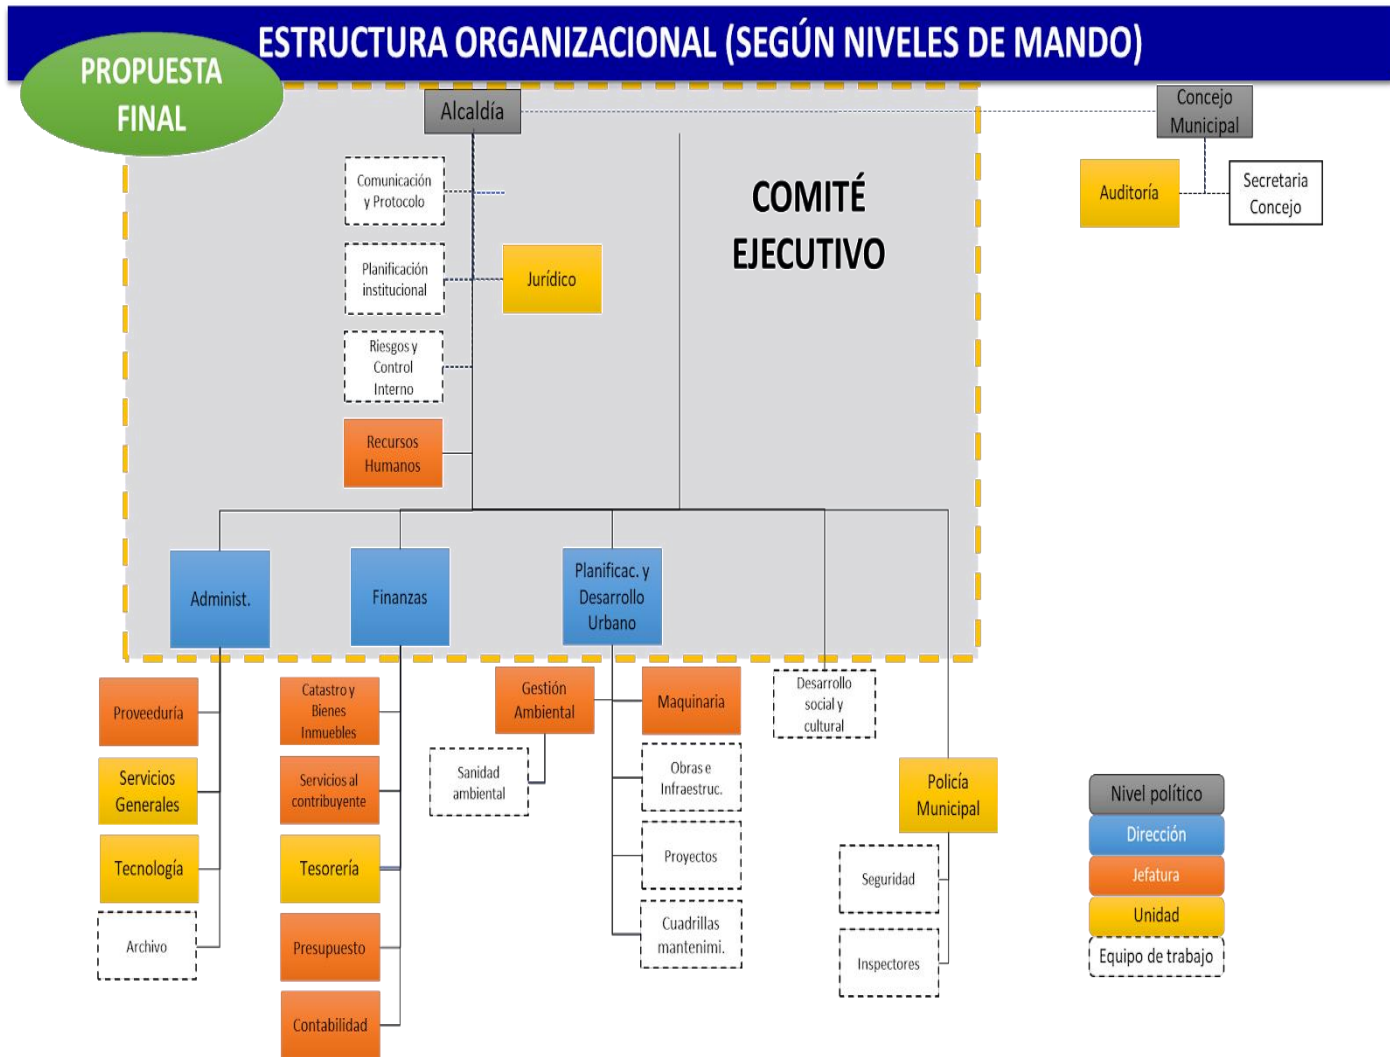 ESTRUCTURA ORGANIZACIONAL (SEGÚN NIVELES DE MANDO)
PROPUESTA
FINAL
Alcaldía
Concejo
Municipal
Comunicación
y Protocolo
COMITÉ
EJECUTIVO
Auditoría
Secretaria
Concejo
Planificación
institucional
Jurídico
Riesgos y
Control
Interno
Recursos
Humanos
Administ.
Finanzas
Planificac. y
Desarrollo
Urbano
Proveeduría
Catastro y
Bienes
Inmuebles
Gestión
Ambiental
Maquinaria
Desarrollo
social y
cultural
Servicios
Generales
Servicios al
contribuyente
Sanidad
ambiental
Obras e
Infraestruc.
Policía
Municipal
Tecnología
Tesorería
Proyectos
Seguridad
Archivo
Presupuesto
Cuadrillas
mantenimi.
Inspectores
Contabilidad
Nivel político
Dirección
Jefatura
Unidad
Equipo de trabajo